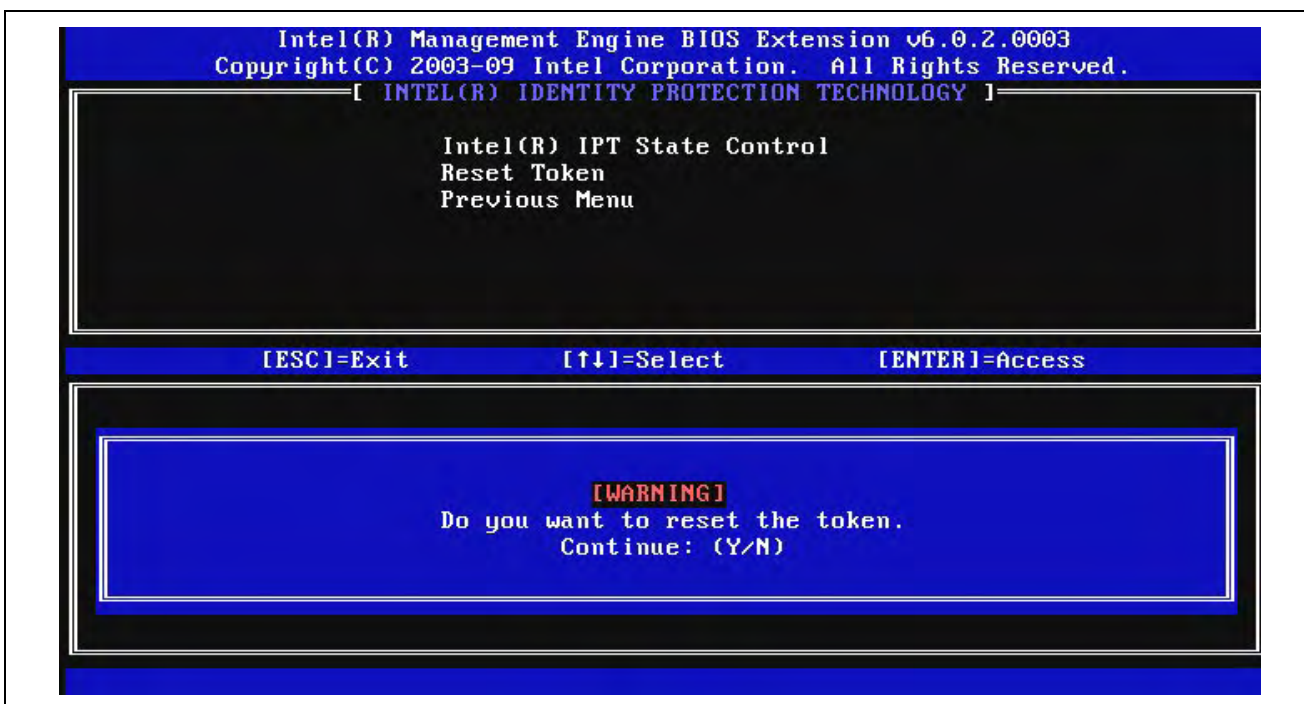 Intel(R) Management Engine BIOS Extension v6.0.2.0003
Copyright(C) 2003-09 Intel Corporation. All Rights Reserved.
[ INTEL(R) IDENTITY PROTECTION TECHNOLOGY ]
Intel(R) IPT State Control
Reset Token
Previous Menu
[ESC]=Exit [↑↓]=Select [ENTER]=Access
[WARNING]
Do you want to reset the token.
Continue: (Y/N)